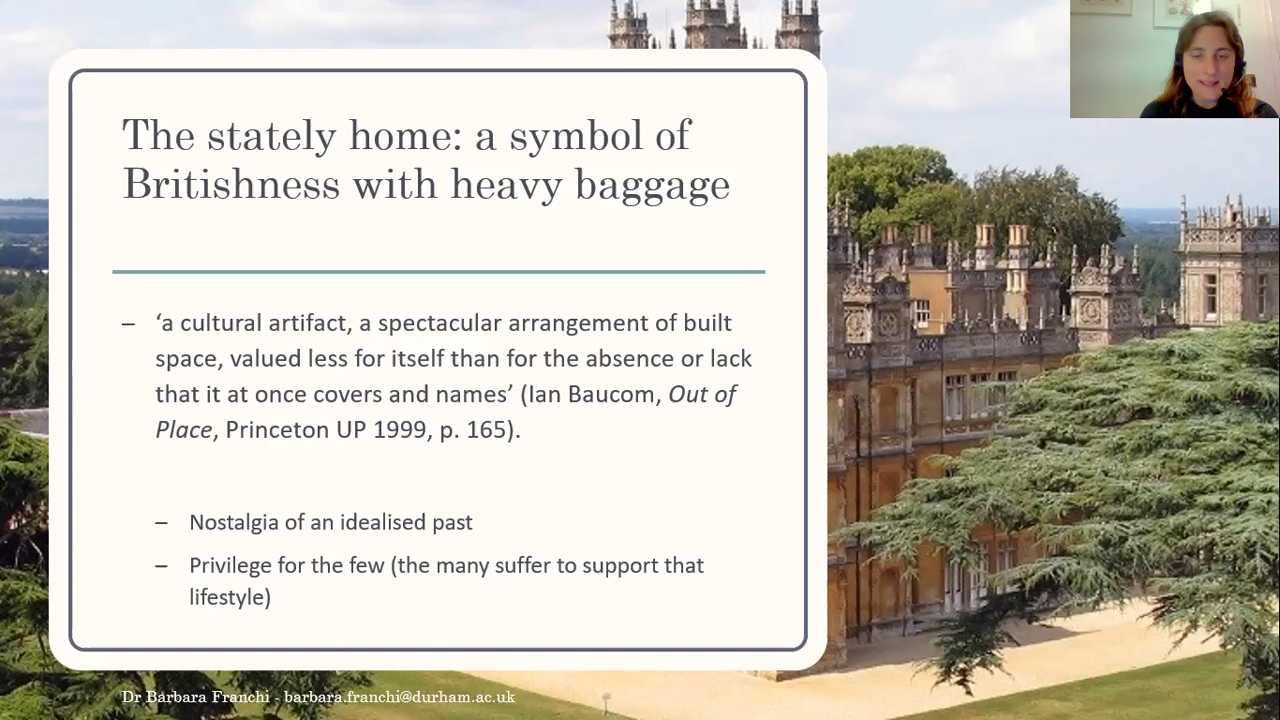 The stately home: a symbol of
Britishness with heavy baggage
– ‘a cultural artifact, a spectacular arrangement of built
space, valued less for itself than for the absence or lack
that it at once covers and names’ (Ian Baucom, Out of
Place, Princeton UP 1999, p. 165).
– Nostalgia of an idealised past
– Privilege for the few (the many suffer to support that
lifestyle)
Dr Barbara Franchi - barbara.franchi@durham.ac.uk